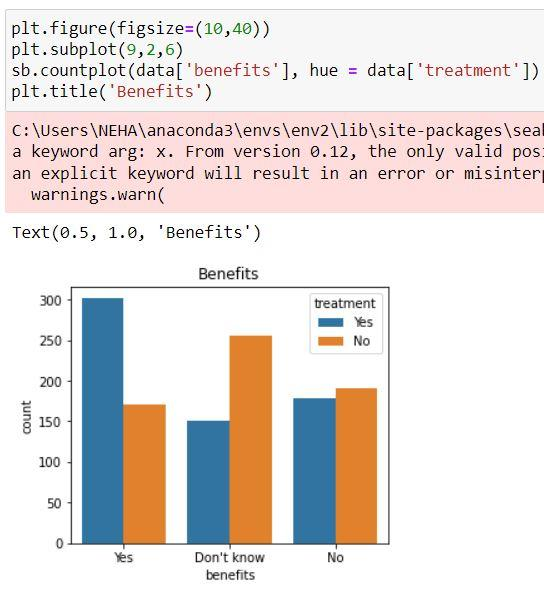 plt.figure(figsize=(10,40))
plt.subplot(9,2,6)
sb.countplot(data['benefits'], hue = data['treatment'])
plt.title('Benefits')
C:\Users\NEHA\anaconda3\envs\env2\lib\site-packages\seab
a keyword arg: x. From version 0.12, the only valid posi
an explicit keyword will result in an error or misinterp
warnings.warn(
Text(0.5, 1.0, 'Benefits')
Benefits
treatment
Yes
No
300
250
200
150
100
50
0
count
Yes Don't know No
benefits